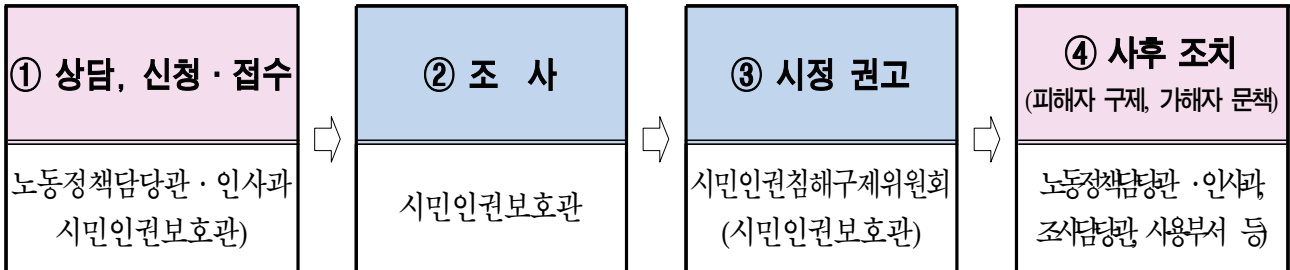 ① 상담, 신청·접수
노동정책담당관·인사과
시민인권보호관)
② 조 사
시민인권보호관
③ 시정 권고
시민인권침해구제위원회
(시민인권보호관)
④ 사후 조치
(피해자 구제, 가해자 문책)
노동정책담당관·인사과,
조사담당관, 사용부서 등)